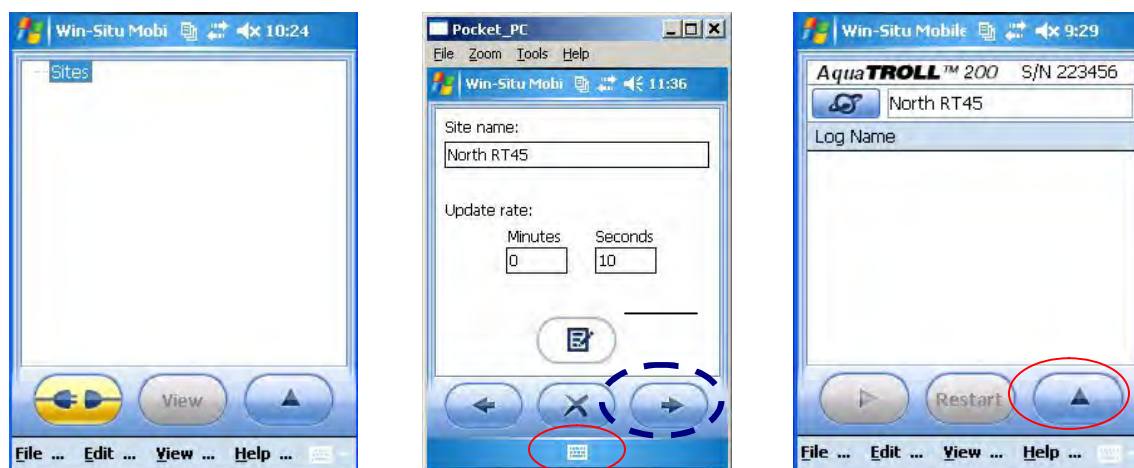 Win-Situ Mobi 10:24
Sites
View
File ... Edit ... View ... Help ...
Pocket_PC
File Zoom Tools Help
Win-Situ Mobi 11:36
Site name:
North RT45
Update rate:
Minutes Seconds
0 10
Win-Situ Mobile 9:29
AquaTROLL™ 200 S/N 223456
North RT45
Log Name
Restart
File ... Edit ... View ... Help ...